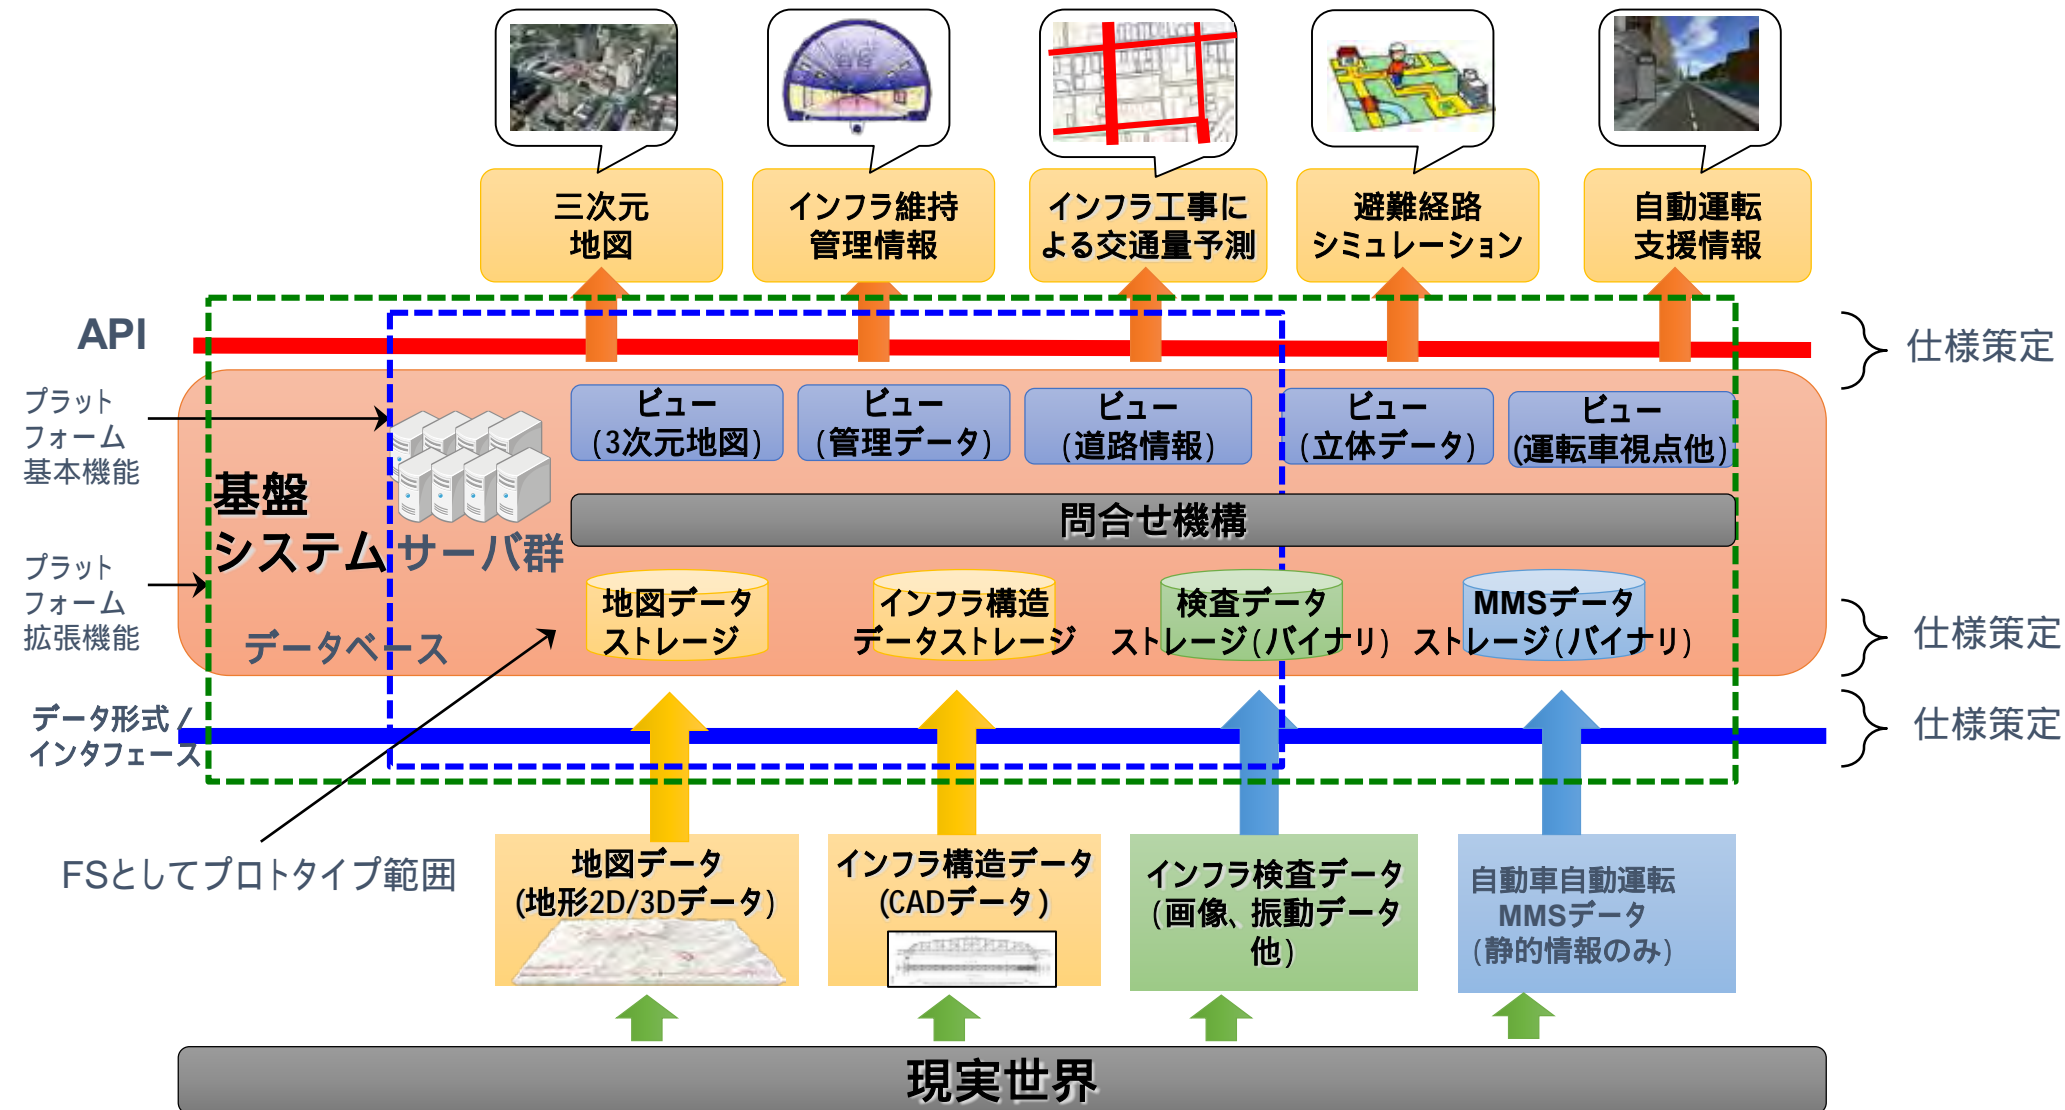 三次元
地図
インフラ維持
管理情報
インフラ工事に
よる交通量予測
避難経路
シミュレーション
自動運転
支援情報
API
仕様策定
プラット
フォーム
基本機能
ビュー
(3次元地図)
ビュー
(管理データ)
ビュー
(道路情報)
ビュー
(立体データ)
ビュー
(運転車視点他)
基盤
システム
サーバ群
問合せ機構
プラット
フォーム
拡張機能
データベース
地図データ
ストレージ
インフラ構造
データストレージ
検査データ
ストレージ(バイナリ)
MMSデータ
ストレージ(バイナリ)
仕様策定
データ形式/
インタフェース
仕様策定
FSとしてプロトタイプ範囲
地図データ
(地形2D/3Dデータ)
インフラ構造データ
(CADデータ)
インフラ検査データ
(画像、振動データ
他)
自動車自動運転
MMSデータ
(静的情報のみ)
現実世界